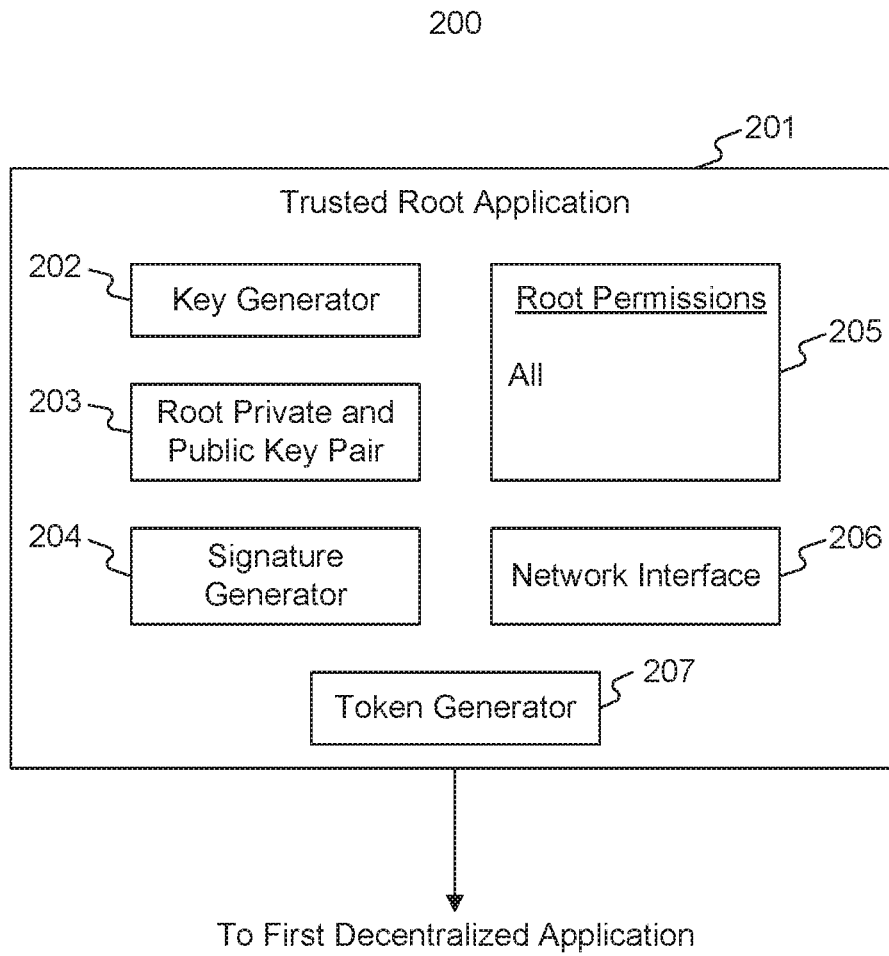 200
201
Trusted Root Application
202
Key Generator
Root Permissions
All
205
203
Root Private and
Public Key Pair
204
Signature
Generator
Network Interface
206
Token Generator
207
To First Decentralized Application